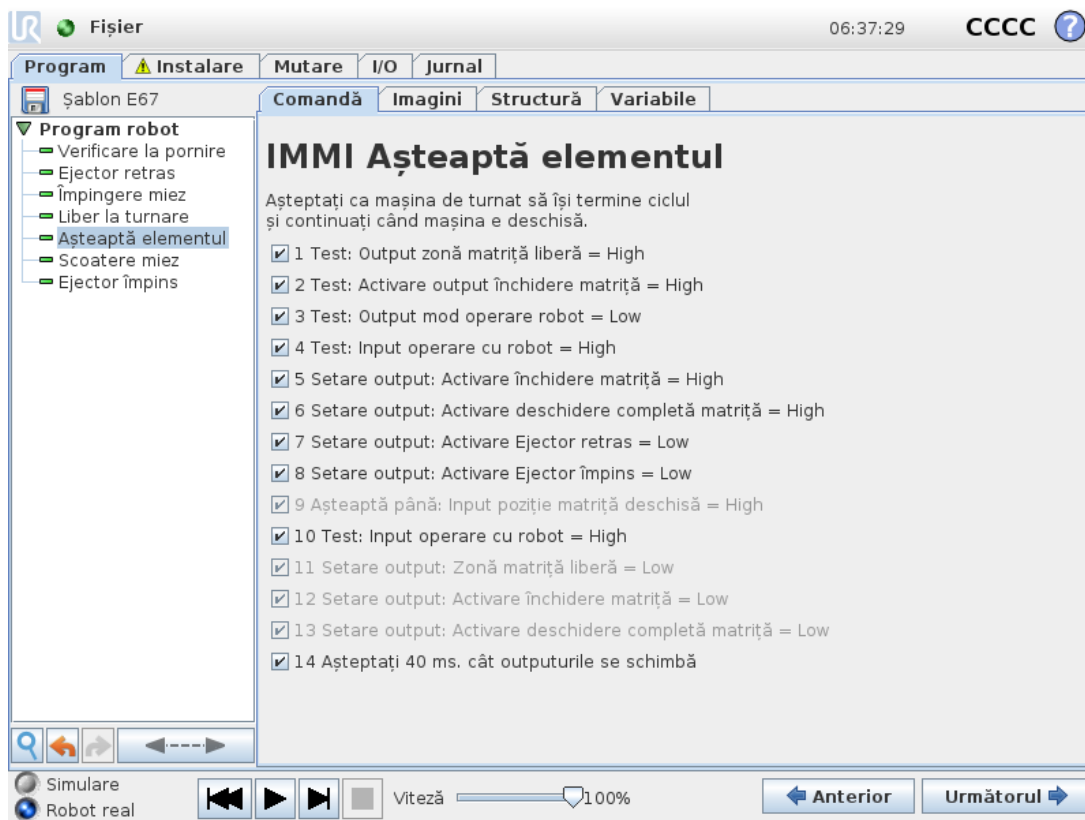 Fișier
06:37:29
CCCC
?
Program
Instalare
Mutare
I/O
Jurnal
Șablon E67
Comandă
Imagini
Structură
Variabile
Program robot
Verificare la pornire
Ejector retras
Împingere miez
Liber la turnare
Așteaptă elementul
Scoatere miez
Ejector împins
IMMI Așteaptă elementul
Așteptați ca mașina de turnat să își termine ciclul
și continuați când mașina e deschisă.
1 Test: Output zonă matriță liberă = High
2 Test: Activare output închidere matriță = High
3 Test: Output mod operare robot = Low
4 Test: Input operare cu robot = High
5 Setare output: Activare închidere matriță = High
6 Setare output: Activare deschidere completă matriță = High
7 Setare output: Activare Ejector retras = Low
8 Setare output: Activare Ejector împins = Low
9 Așteaptă până: Input poziție matriță deschisă = High
10 Test: Input operare cu robot = High
11 Setare output: Zonă matriță liberă = Low
12 Setare output: Activare închidere matriță = Low
13 Setare output: Activare deschidere completă matriță = Low
14 Așteptați 40 ms. cât outputurile se schimbă
Simulare
Robot real
Viteză
100%
Anterior
Următorul